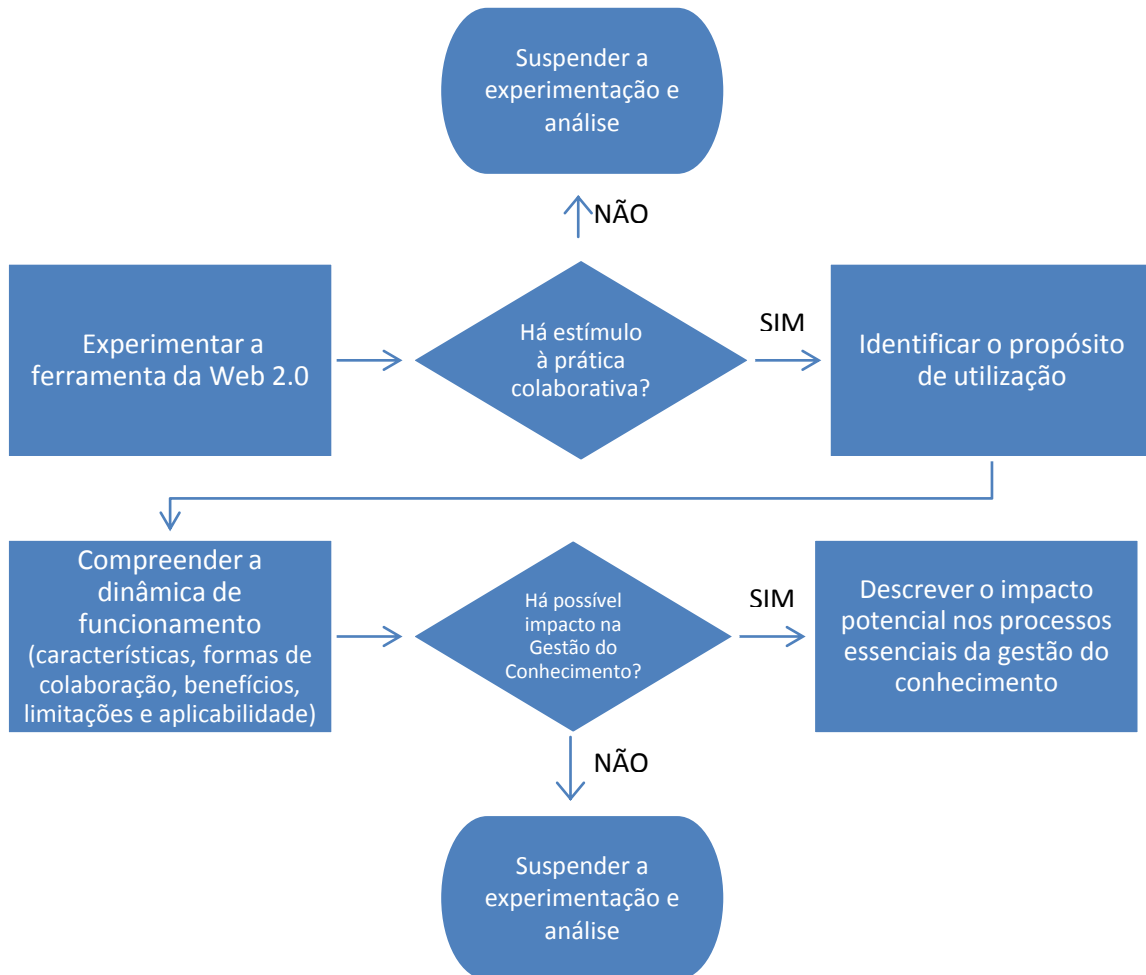 Suspender a
experimentação e
análise
NÃO
Experimentar a
ferramenta da Web 2.0
Há estímulo
à prática
colaborativa?
SIM
Identificar o propósito
de utilização
Compreender a
dinâmica de
funcionamento
(características, formas de
colaboração, benefícios,
limitações e aplicabilidade)
Há possível
impacto na
Gestão do
Conhecimento?
SIM
Descrever o impacto
potencial nos processos
essenciais da gestão do
conhecimento
NÃO
Suspender a
experimentação e
análise